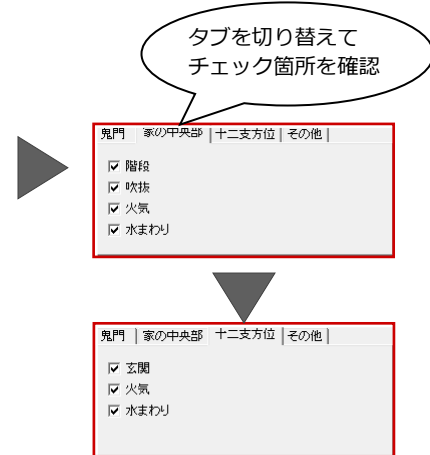 タブを切り替えて
チェック箇所を確認
鬼門 家の中央部 十二支方位 その他
階段
吹抜
火気
水まわり
鬼門 家の中央部 十二支方位 その他
玄関
火気
水まわり